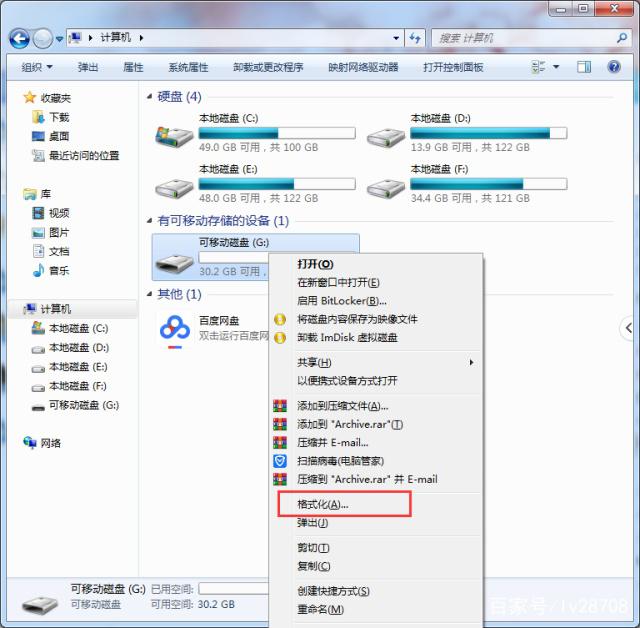 计算机
搜索 计算机
组织 弹出 属性 系统属性 卸载或更改程序 映射网络驱动器 打开控制面板
收藏夹
下载
桌面
最近访问的位置
库
视频
图片
文档
音乐
计算机
本地磁盘 (C:)
本地磁盘 (D:)
本地磁盘 (E:)
本地磁盘 (F:)
可移动磁盘 (G:)
网络
硬盘 (4)
本地磁盘 (C:)
49.0 GB 可用，共 100 GB
本地磁盘 (D:)
13.9 GB 可用，共 122 GB
本地磁盘 (E:)
48.0 GB 可用，共 122 GB
本地磁盘 (F:)
34.4 GB 可用，共 121 GB
有可移动存储的设备 (1)
可移动磁盘 (G:)
30.2 GB 可用，
其他 (1)
百度网盘
双击运行百度网
打开(O)
在新窗口中打开(E)
启用 BitLocker(B)...
将磁盘内容保存为映像文件
卸载 ImDisk 虚拟磁盘
共享(H)
以便携式设备方式打开
添加到压缩文件(A)...
添加到 "Archive.rar"(T)
压缩并 E-mail...
扫描病毒(电脑管家)
压缩到 "Archive.rar" 并 E-mail
格式化(A)...
弹出(J)
剪切(T)
复制(C)
创建快捷方式(S)
重命名(M)
可移动磁盘 (G:) 已用空间:
可移动磁盘 可用空间: 30.2 GB
百家号/lv28708